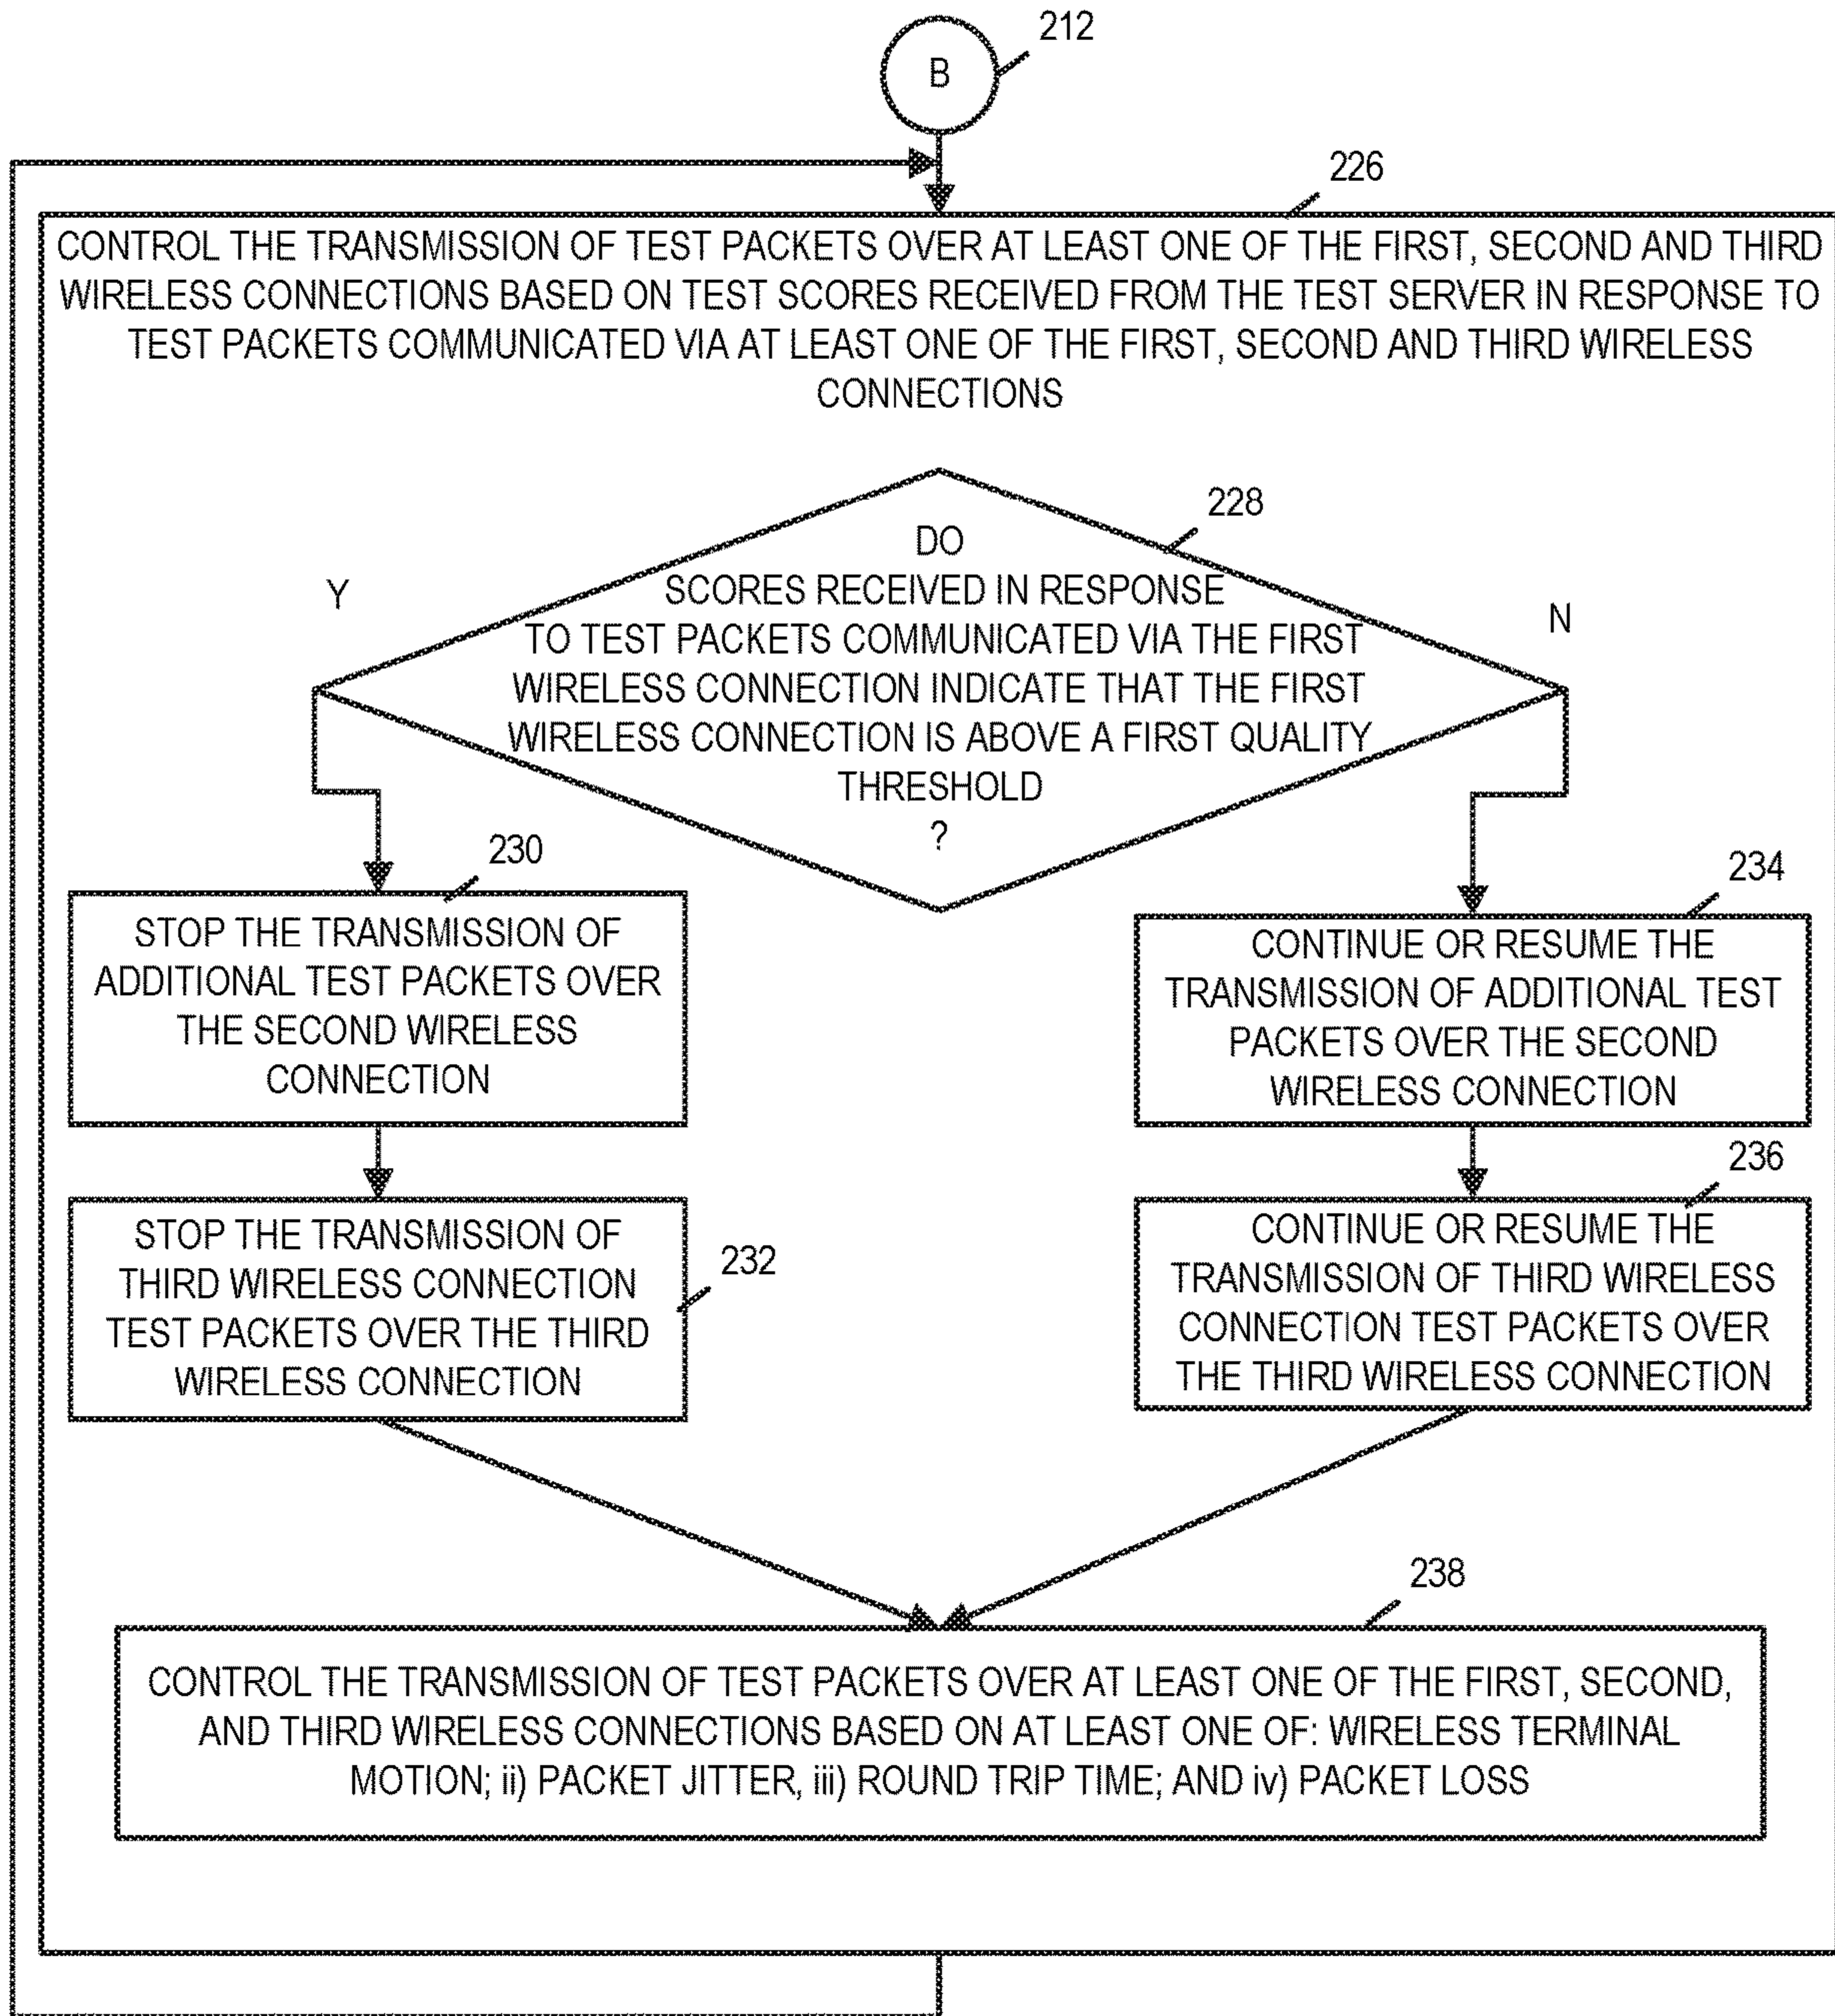 B
212
226
CONTROL THE TRANSMISSION OF TEST PACKETS OVER AT LEAST ONE OF THE FIRST, SECOND AND THIRD
WIRELESS CONNECTIONS BASED ON TEST SCORES RECEIVED FROM THE TEST SERVER IN RESPONSE TO
TEST PACKETS COMMUNICATED VIA AT LEAST ONE OF THE FIRST, SECOND AND THIRD WIRELESS
CONNECTIONS
228
DO
SCORES RECEIVED IN RESPONSE
TO TEST PACKETS COMMUNICATED VIA THE FIRST
WIRELESS CONNECTION INDICATE THAT THE FIRST
WIRELESS CONNECTION IS ABOVE A FIRST QUALITY
THRESHOLD
?
Y
N
230
STOP THE TRANSMISSION OF
ADDITIONAL TEST PACKETS OVER
THE SECOND WIRELESS
CONNECTION
232
STOP THE TRANSMISSION OF
THIRD WIRELESS CONNECTION
TEST PACKETS OVER THE THIRD
WIRELESS CONNECTION
234
CONTINUE OR RESUME THE
TRANSMISSION OF ADDITIONAL TEST
PACKETS OVER THE SECOND
WIRELESS CONNECTION
236
CONTINUE OR RESUME THE
TRANSMISSION OF THIRD WIRELESS
CONNECTION TEST PACKETS OVER
THE THIRD WIRELESS CONNECTION
238
CONTROL THE TRANSMISSION OF TEST PACKETS OVER AT LEAST ONE OF THE FIRST, SECOND,
AND THIRD WIRELESS CONNECTIONS BASED ON AT LEAST ONE OF: WIRELESS TERMINAL
MOTION; ii) PACKET JITTER, iii) ROUND TRIP TIME; AND iv) PACKET LOSS